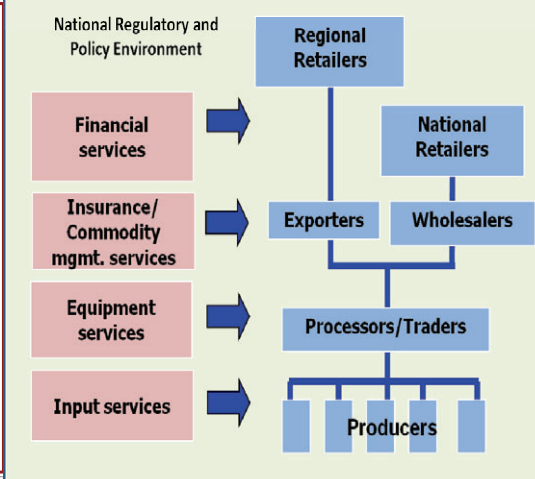 National Regulatory and
Policy Environment
Regional
Retailers
Financial
services
National
Retailers
Insurance/
Commodity
mgmt. services
Exporters
Wholesalers
Equipment
services
Processors/Traders
Input services
Producers